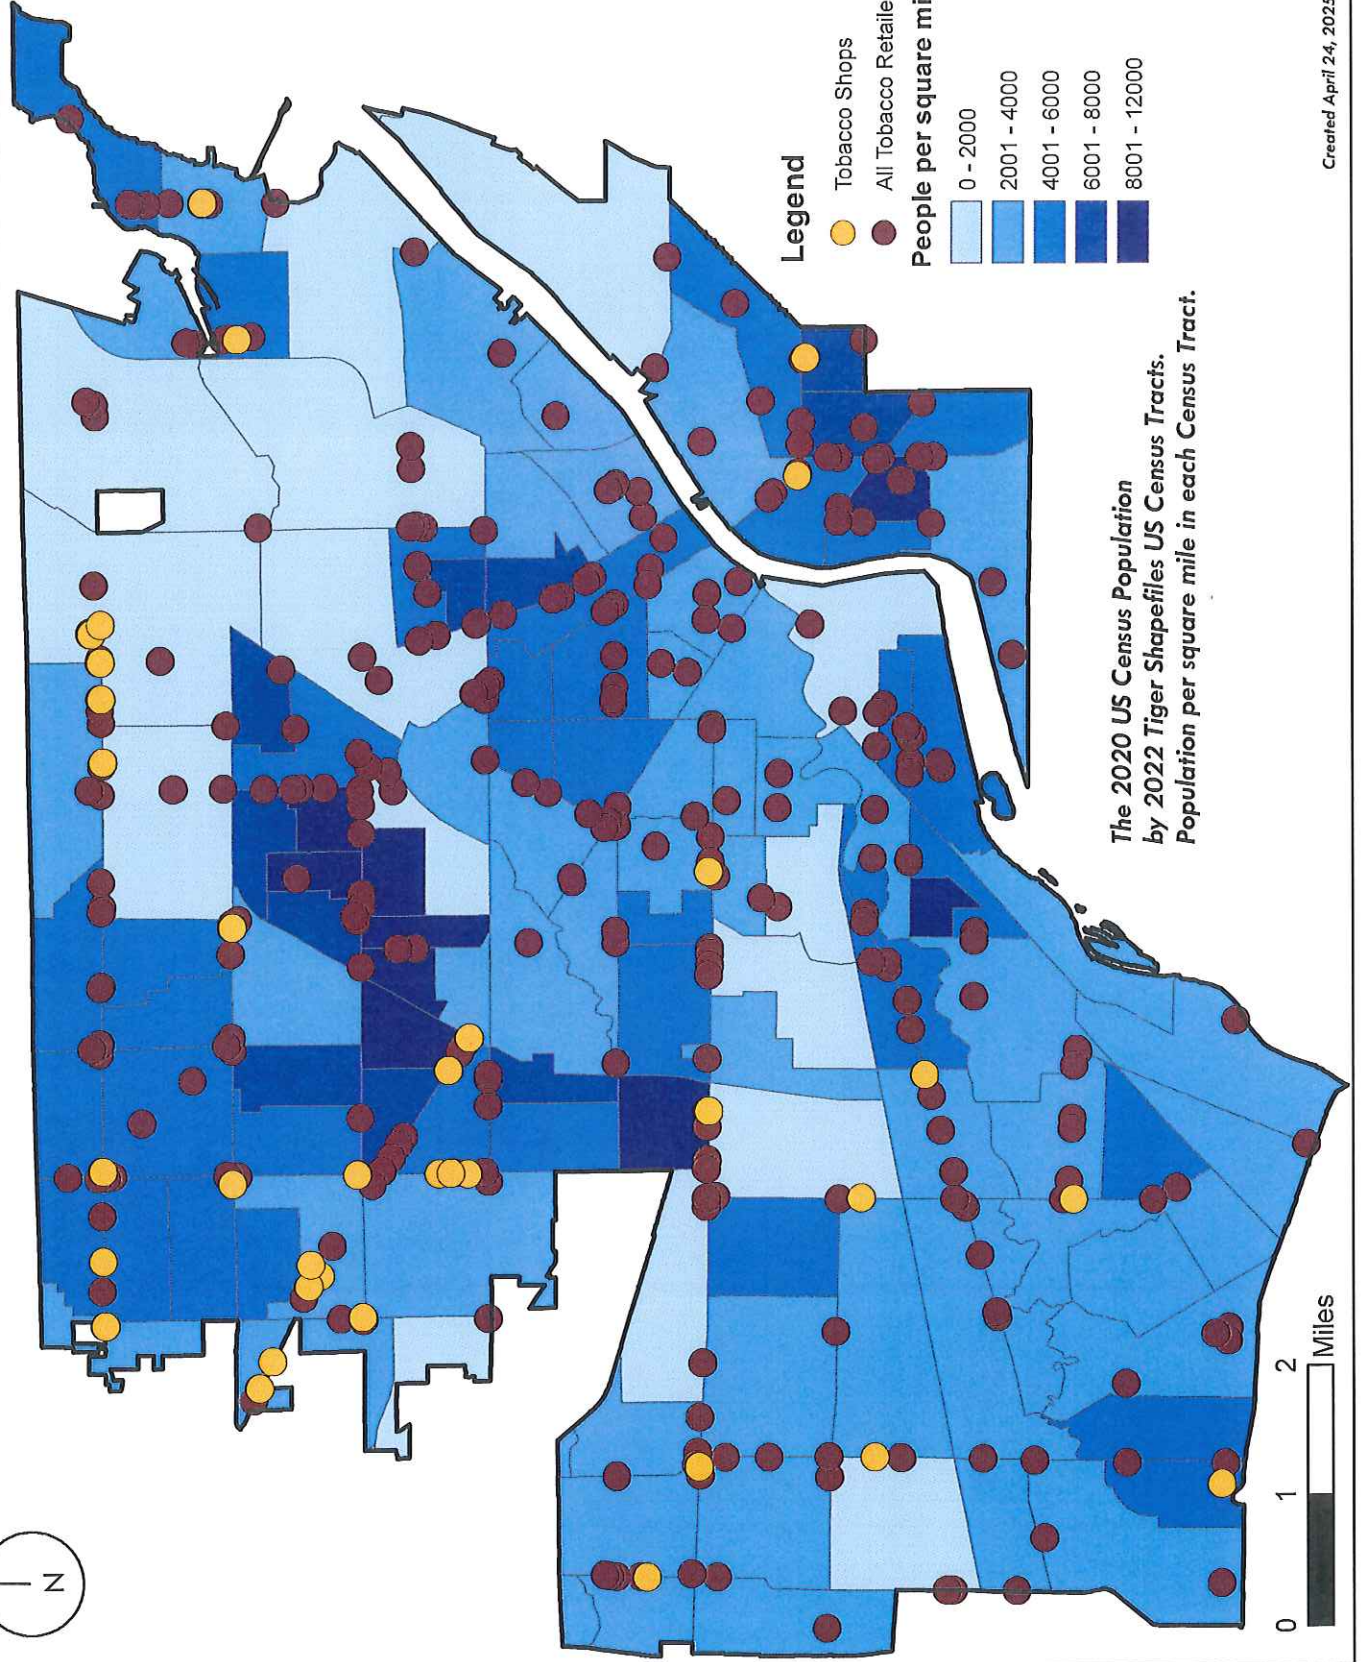 N
Legend
Tobacco Shops
All Tobacco
People per square
0 - 2000
2001 - 4000
4001 - 6000
6001 - 8000
8001 - 12000
The 2020 US Census Population
by 2022 Tiger Shapefiles US Census Tracts.
Population per square mile in each Census Tract.
0 1 2
Miles
Created April 24, 2025